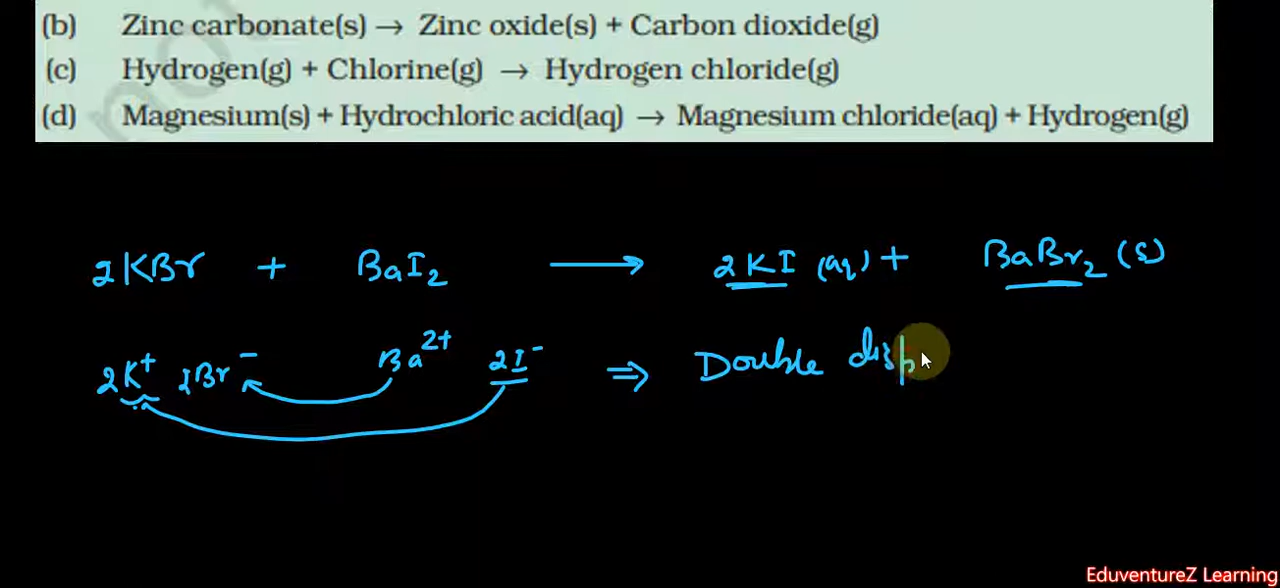 (b) Zinc carbonate(s) → Zinc oxide(s) + Carbon dioxide(g)
(c) Hydrogen(g) + Chlorine(g) → Hydrogen chloride(g)
(d) Magnesium(s) + Hydrochloric acid(aq) → Magnesium chloride(aq) + Hydrogen(g)
2KBr + BaI₂ → 2KI (aq) + BaBr₂ (s)
2K⁺ 2Br⁻ Ba²⁺ 2I⁻ ⇒ Double disp
EduventureZ Learning